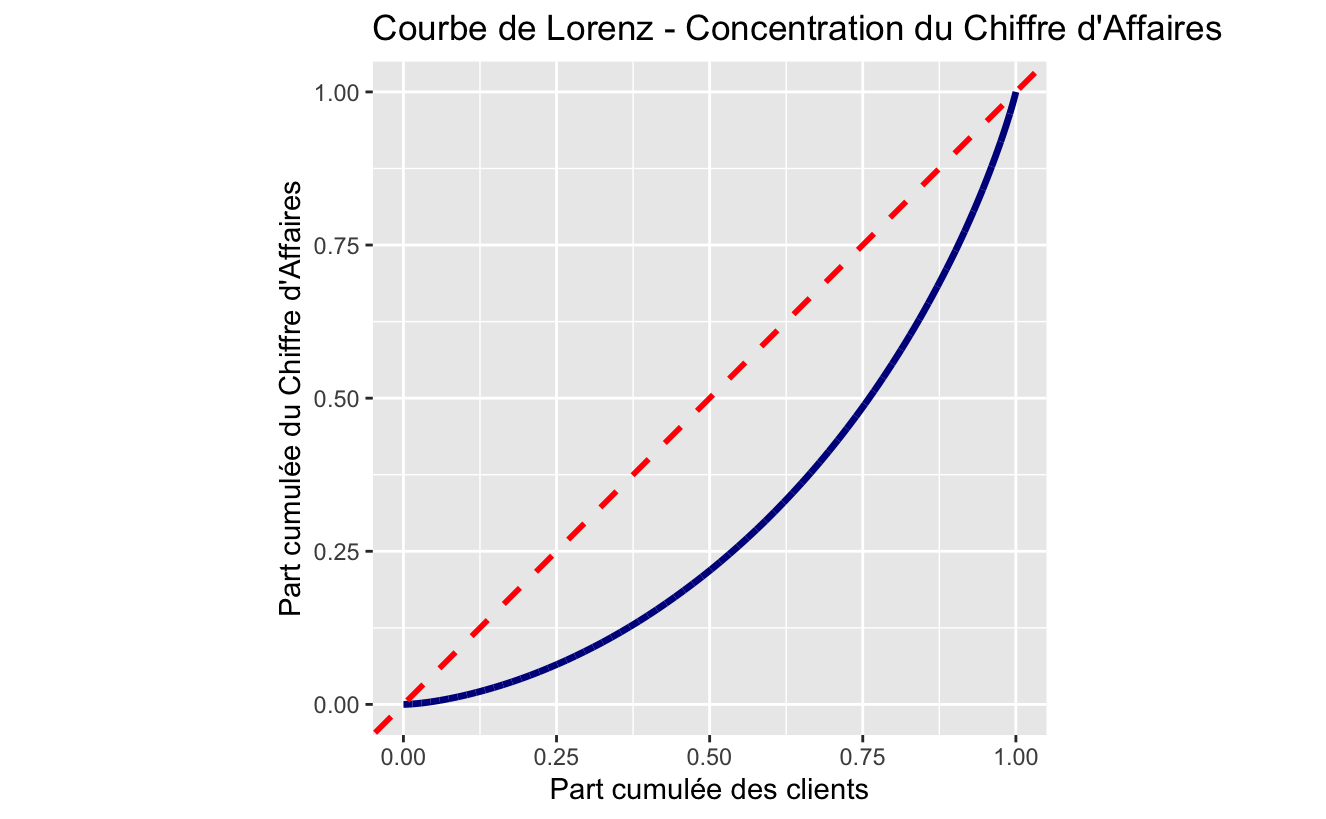 Courbe de Lorenz - Concentration du Chiffre d'Affaires
Part cumulée du Chiffre d'Affaires
1.00
0.75
0.50
0.25
0.00
0.00 0.25 0.50 0.75 1.00
Part cumulée des clients